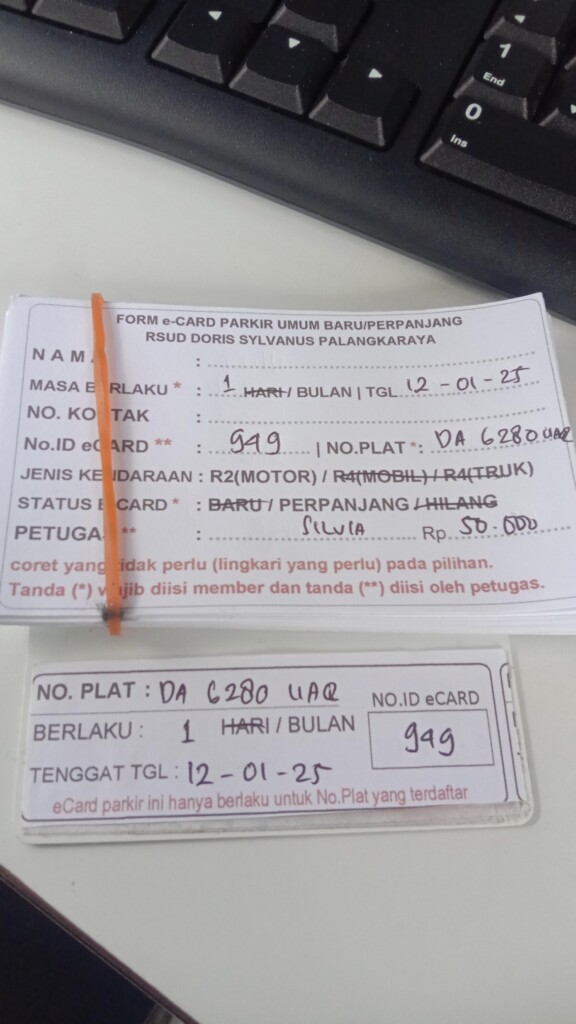 1
End
0
Ins
FORM e-CARD PARKIR UMUM BARU/PERPANJANG
RSUD DORIS SYLVANUS PALANGKARAYA
NAMA :
MASA BERLAKU * : 1 HARI / BULAN | TGL. 12 - 01 - 25
NO. KONTAK :
No.ID eCARD ** : 949 | NO.PLAT *: DA 6280 UAQ
JENIS KENDARAAN : R2(MOTOR) / R4(MOBIL) / R4(TRUK)
STATUS ECARD * : BARU / PERPANJANG / HILANG
PETUGAS ** : SILVIA Rp. 50.000
coret yang tidak perlu (lingkari yang perlu) pada pilihan.
Tanda (*) wajib diisi member dan tanda (**) diisi oleh petugas.
NO. PLAT : DA 6280 UAQ
NO.ID eCARD
BERLAKU : 1 HARI / BULAN
949
TENGGAT TGL : 12 - 01 - 25
eCard parkir ini hanya berlaku untuk No.Plat yang terdaftar